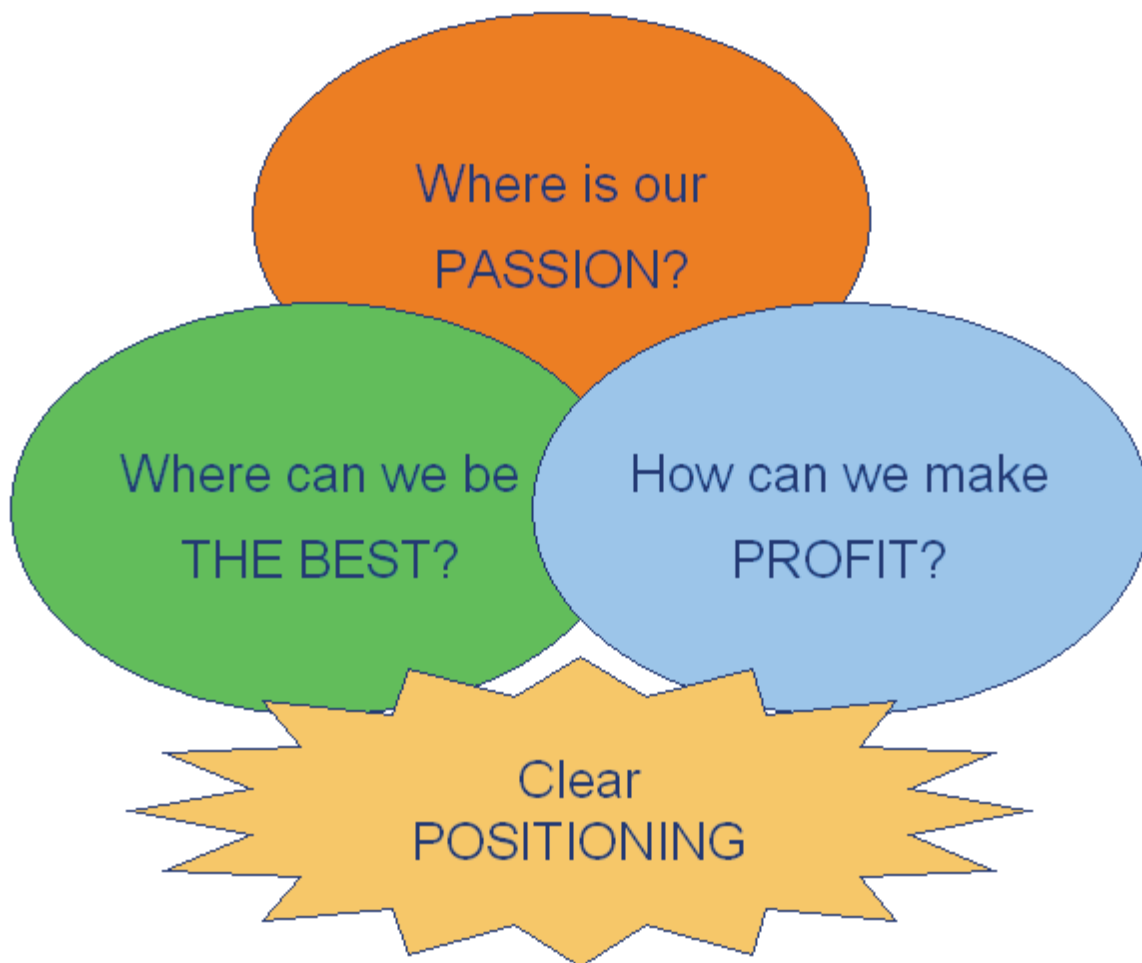 Where is our
PASSION?
Where can we be
THE BEST?
How can we make
PROFIT?
Clear
POSITIONING